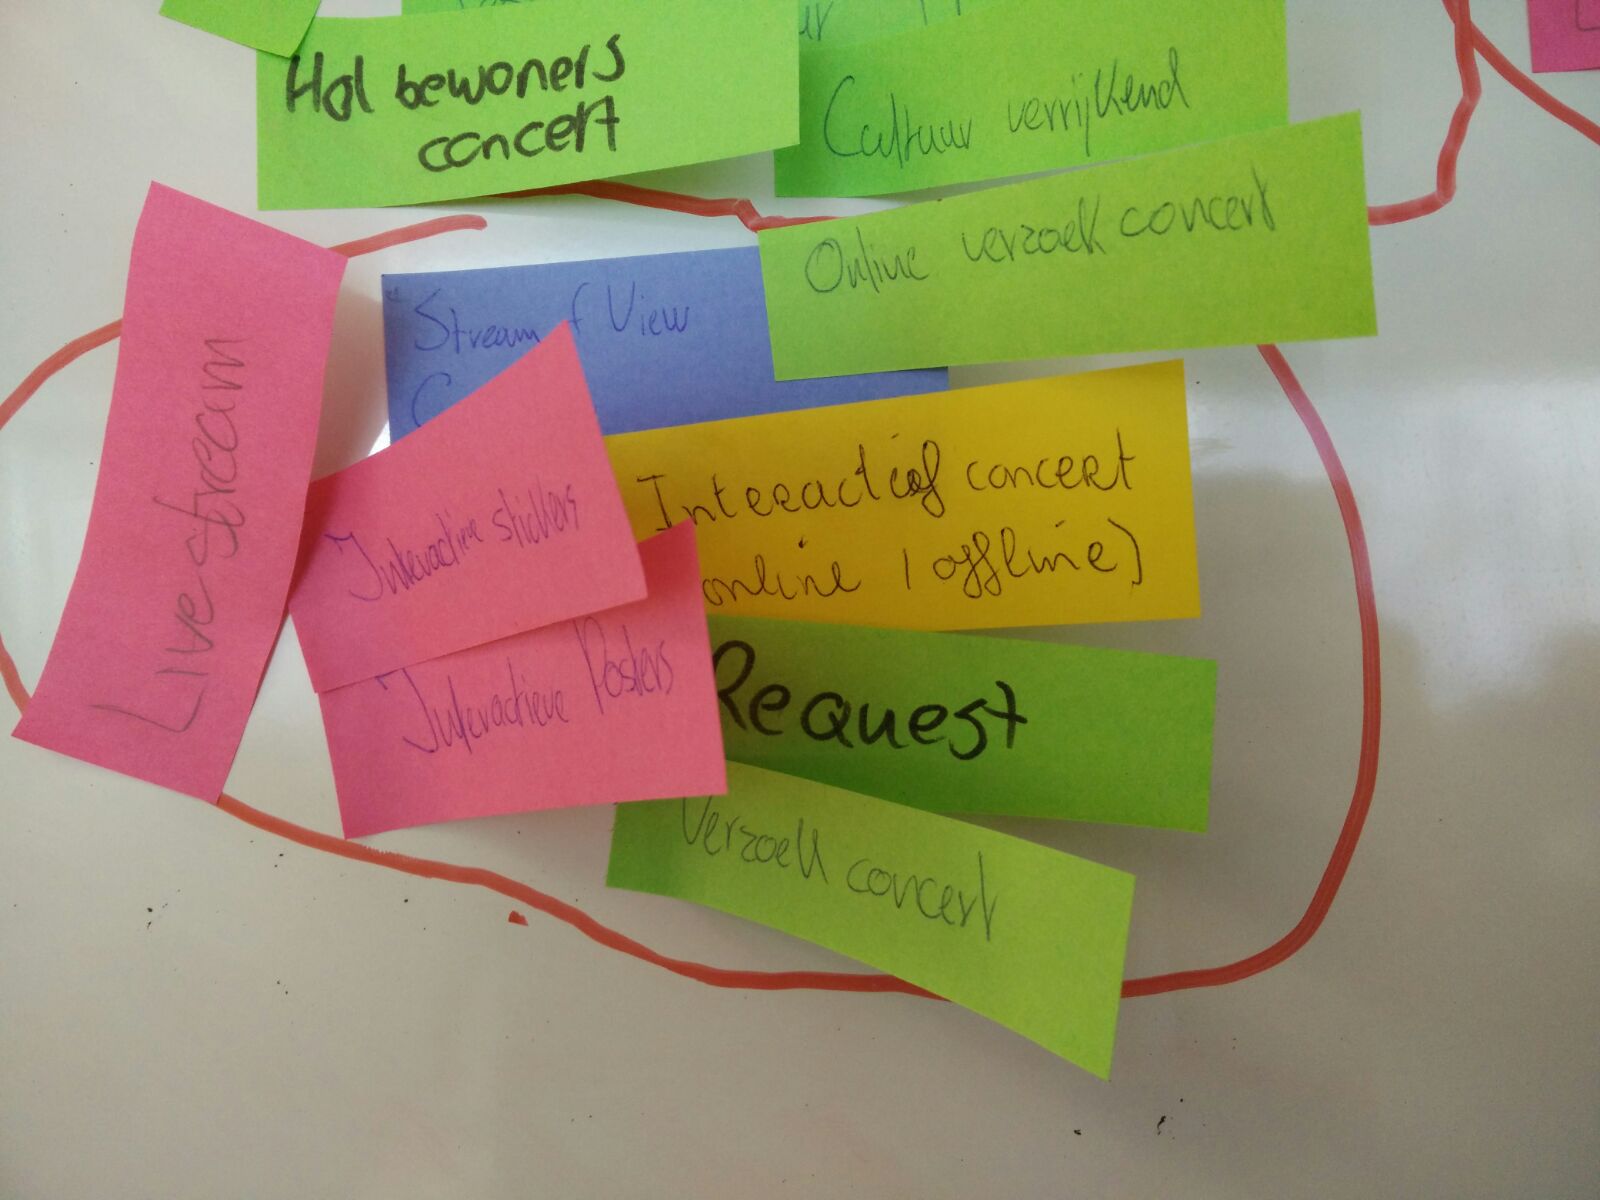 Hal bewoners
concert
Cultuur verrijkend
Online verzoek concert
Stream of View
Live stream
Interactief concert
online / offline)
Interactieve stickers
Interactieve Posters
Request
Verzoek concert